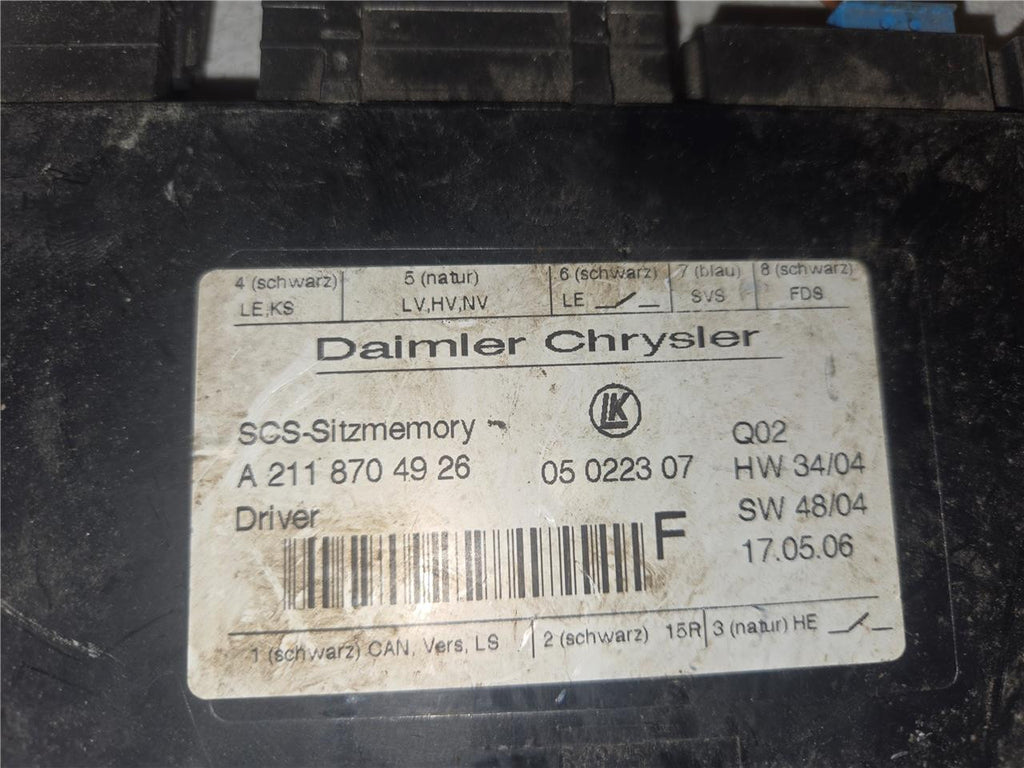 4 (schwarz) 5 (natur) 6 (schwarz) 7 (blau) 8 (schwarz)
LE,KS LV,HV,NV LE SVS FDS
Daimler Chrysler
LK
SCS-Sitzmemory Q02
A 211 870 49 26 05 0223 07 HW 34/04
Driver SW 48/04
F 17.05.06
1 (schwarz) CAN, Vers, LS 2 (schwarz) 15R 3 (natur) HE